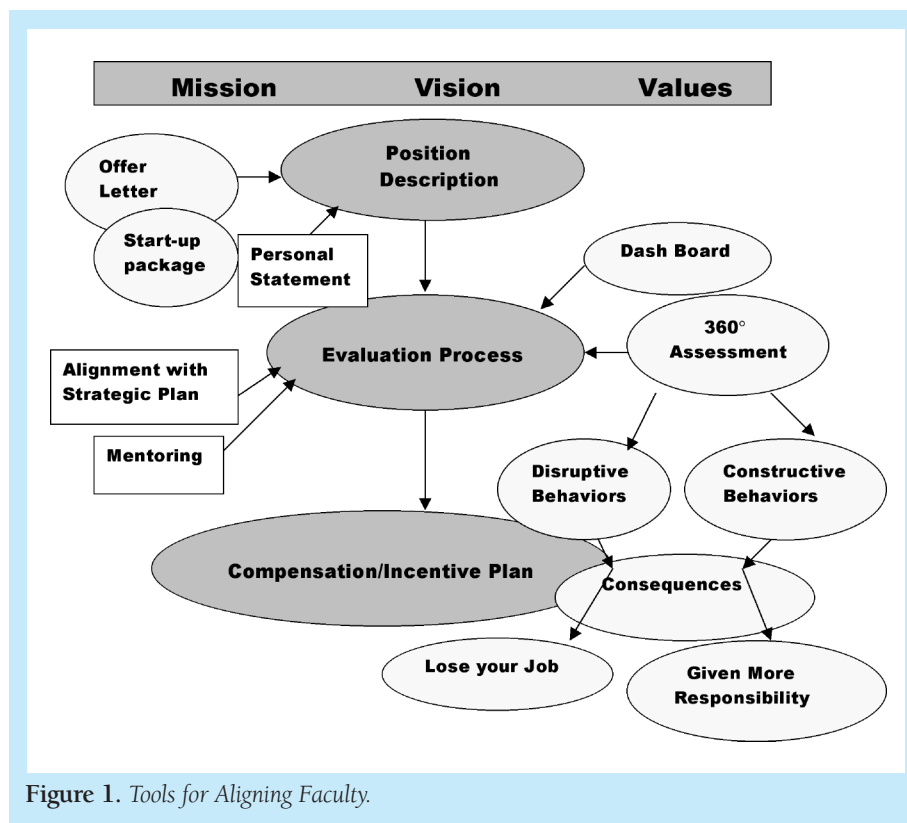 Mission Vision Values
Offer
Letter
Position
Description
Start-up
package
Personal
Statement
Dash Board
360°
Assessment
Evaluation Process
Alignment with
Strategic Plan
Mentoring
Disruptive
Behaviors
Constructive
Behaviors
Compensation/Incentive Plan
Consequences
Lose your Job
Given More
Responsibility
Figure 1. Tools for Aligning Faculty.